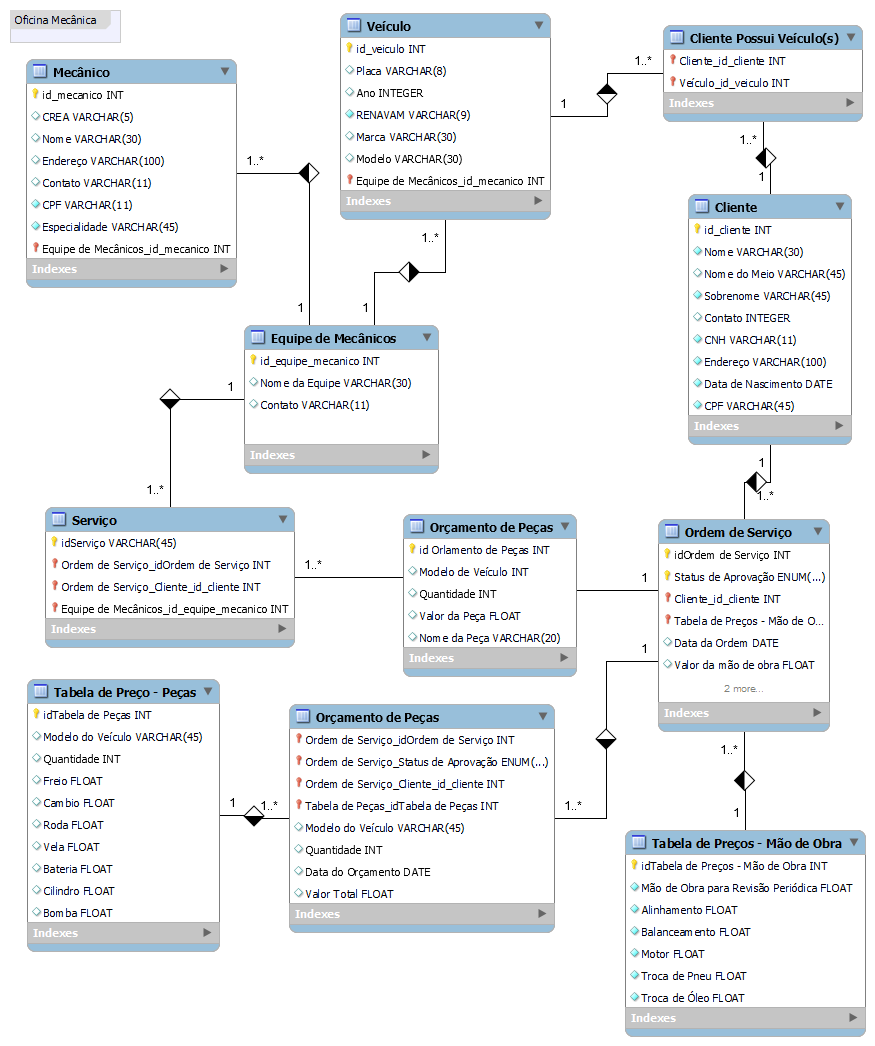 Oficina Mecânica
Mecânico
id_mecanico INT
CREA VARCHAR(5)
Nome VARCHAR(30)
Endereço VARCHAR(100)
Contato VARCHAR(11)
CPF VARCHAR(11)
Especialidade VARCHAR(45)
Equipe de Mecânicos_id_mecanico INT
Indexes
1..*
1
Veículo
id_veiculo INT
Placa VARCHAR(8)
Ano INTEGER
RENAVAM VARCHAR(9)
Marca VARCHAR(30)
Modelo VARCHAR(30)
Equipe de Mecânicos_id_mecanico INT
Indexes
1..*
1
1
1..*
Cliente Possui Veículo(s)
Cliente_id_cliente INT
Veículo_id_veiculo INT
Indexes
1..*
1
Cliente
id_cliente INT
Nome VARCHAR(30)
Nome do Meio VARCHAR(45)
Sobrenome VARCHAR(45)
Contato INTEGER
CNH VARCHAR(11)
Endereço VARCHAR(100)
Data de Nascimento DATE
CPF VARCHAR(45)
Indexes
1
1..*
Equipe de Mecânicos
id_equipe_mecanico INT
Nome da Equipe VARCHAR(30)
Contato VARCHAR(11)
Indexes
1
1..*
Serviço
idServiço VARCHAR(45)
Ordem de Serviço_idOrdem de Serviço INT
Ordem de Serviço_Cliente_id_cliente INT
Equipe de Mecânicos_id_equipe_mecanico INT
Indexes
1..*
Orçamento de Peças
id Orlamento de Peças INT
Modelo de Veículo INT
Quantidade INT
Valor da Peça FLOAT
Nome da Peça VARCHAR(20)
Indexes
1
Ordem de Serviço
idOrdem de Serviço INT
Status de Aprovação ENUM(...)
Cliente_id_cliente INT
Tabela de Preços - Mão de O...
Data da Ordem DATE
Valor da mão de obra FLOAT
2 more...
Indexes
1
1..*
1..*
1
Tabela de Preço - Peças
idTabela de Peças INT
Modelo do Veículo VARCHAR(45)
Quantidade INT
Freio FLOAT
Cambio FLOAT
Roda FLOAT
Vela FLOAT
Bateria FLOAT
Cilindro FLOAT
Bomba FLOAT
Indexes
1
1..*
Orçamento de Peças
Ordem de Serviço_idOrdem de Serviço INT
Ordem de Serviço_Status de Aprovação ENUM(...)
Ordem de Serviço_Cliente_id_cliente INT
Tabela de Peças_idTabela de Peças INT
Modelo do Veículo VARCHAR(45)
Quantidade INT
Data do Orçamento DATE
Valor Total FLOAT
Indexes
Tabela de Preços - Mão de Obra
idTabela de Preços - Mão de Obra INT
Mão de Obra para Revisão Periódica FLOAT
Alinhamento FLOAT
Balanceamento FLOAT
Motor FLOAT
Troca de Pneu FLOAT
Troca de Óleo FLOAT
Indexes